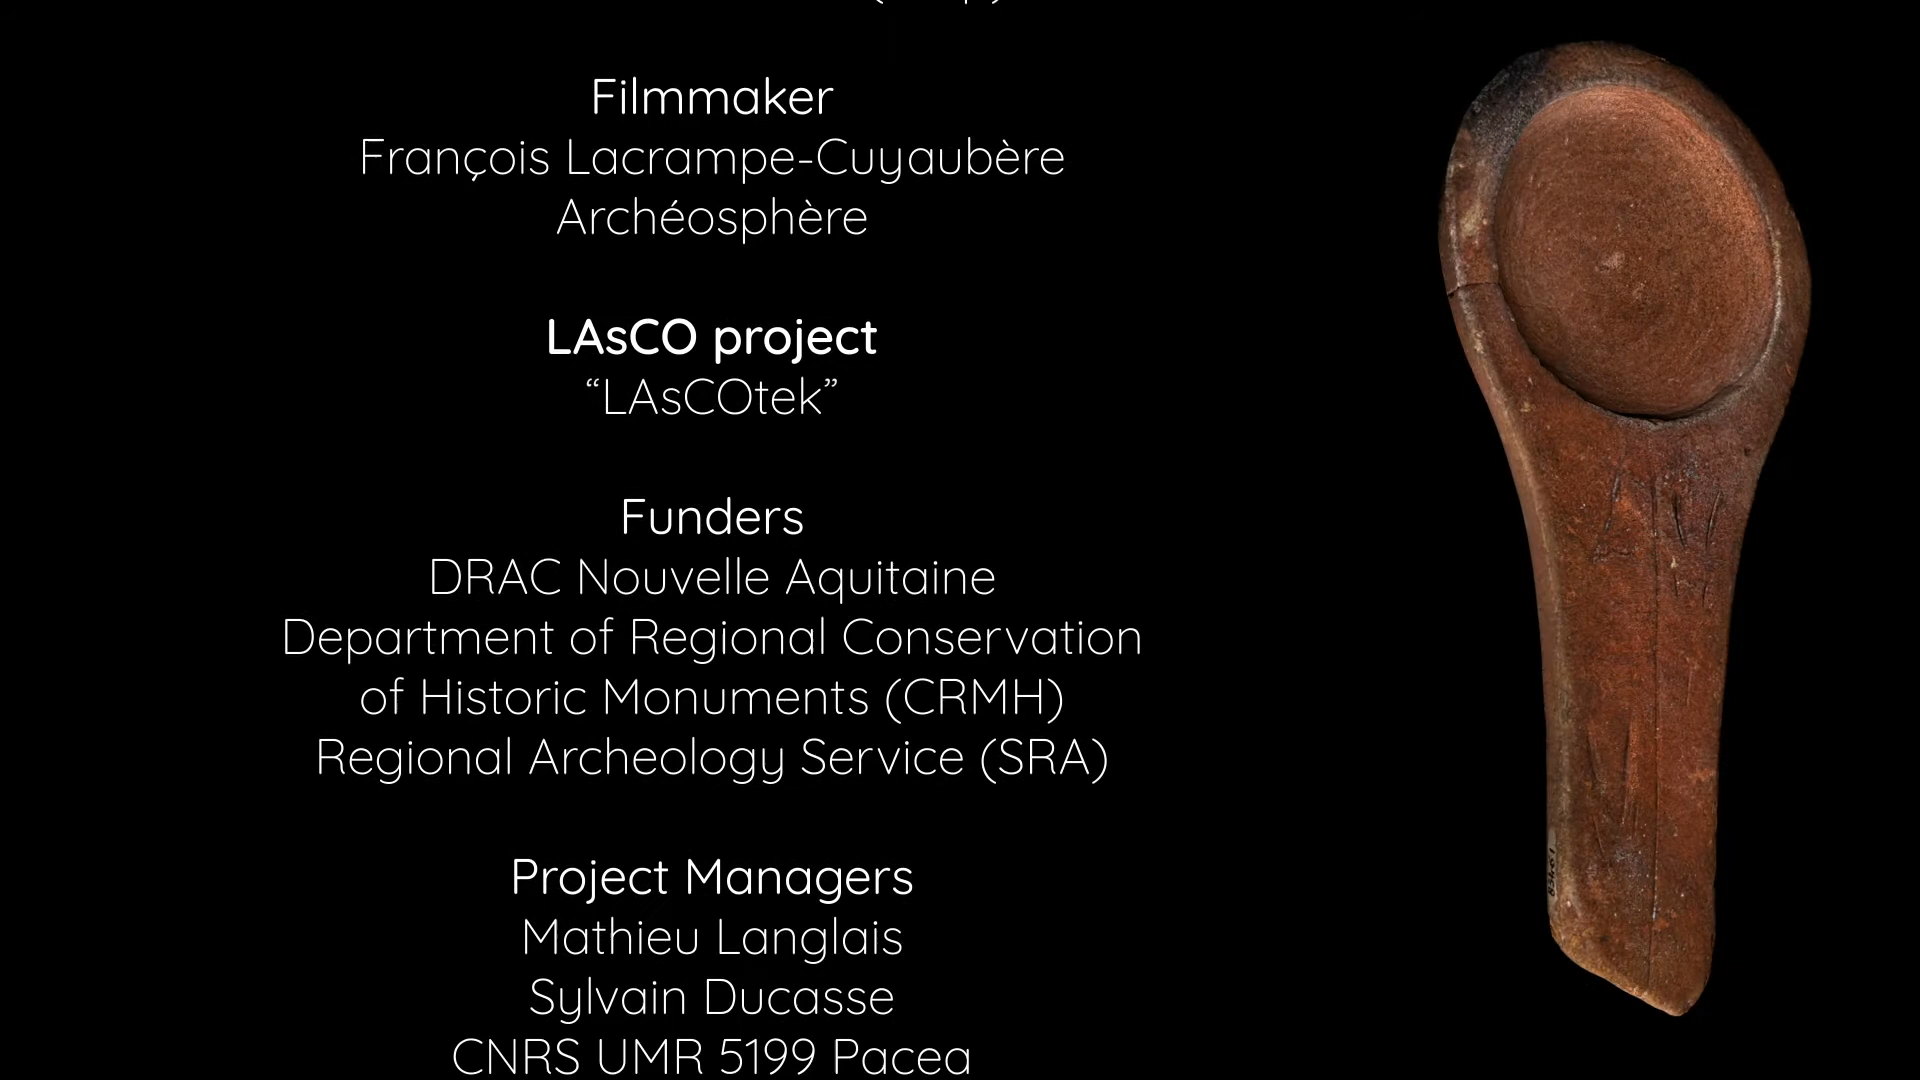 Filmmaker
François Lacrampe-Cuyaubère
Archéosphère
LAsCO project
“LAsCOtek”
Funders
DRAC Nouvelle Aquitaine
Department of Regional Conservation
of Historic Monuments (CRMH)
Regional Archeology Service (SRA)
Project Managers
Mathieu Langlais
Sylvain Ducasse
CNRS UMR 5199 Pacea